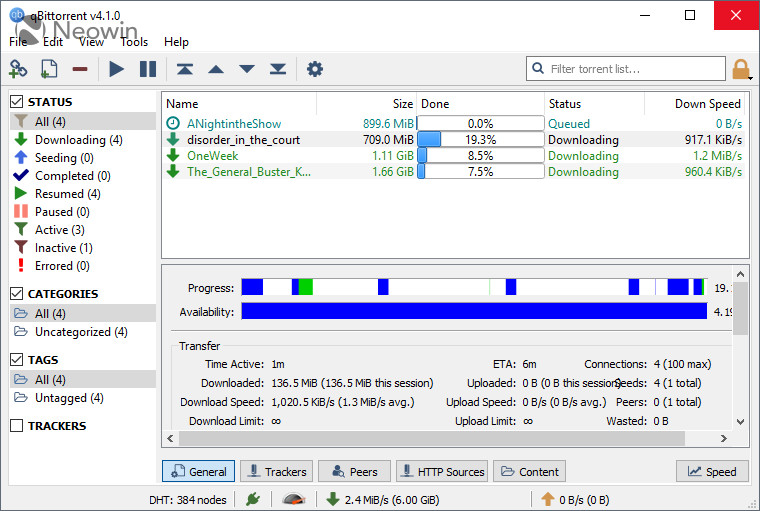 qBittorrent v4.1.0
Neowin
File Edit View Tools Help
Filter torrent list...
STATUS
All (4)
Downloading (4)
Seeding (0)
Completed (0)
Resumed (4)
Paused (0)
Active (3)
Inactive (1)
Errored (0)
CATEGORIES
All (4)
Uncategorized (4)
TAGS
All (4)
Untagged (4)
TRACKERS
Name Size Done Status Down Speed
ANightintheShow 899.6 MiB 0.0% Queued 0 B/s
disorder_in_the_court 709.0 MiB 19.3% Downloading 917.1 KiB/s
OneWeek 1.11 GiB 8.5% Downloading 1.2 MiB/s
The_General_Buster_K... 1.66 GiB 7.5% Downloading 960.4 KiB/s
Progress: 19.
Availability: 4.19
Transfer
Time Active: 1m ETA: 6m Connections: 4 (100 max)
Downloaded: 136.5 MiB (136.5 MiB this session) Uploaded: 0 B (0 B this session) Seeds: 4 (1 total)
Download Speed: 1,020.5 KiB/s (1.3 MiB/s avg.) Upload Speed: 0 B/s (0 B/s avg.) Peers: 0 (1 total)
Download Limit: ∞ Upload Limit: ∞ Wasted: 0 B
General Trackers Peers HTTP Sources Content Speed
DHT: 384 nodes 2.4 MiB/s (6.00 GiB) 0 B/s (0 B)